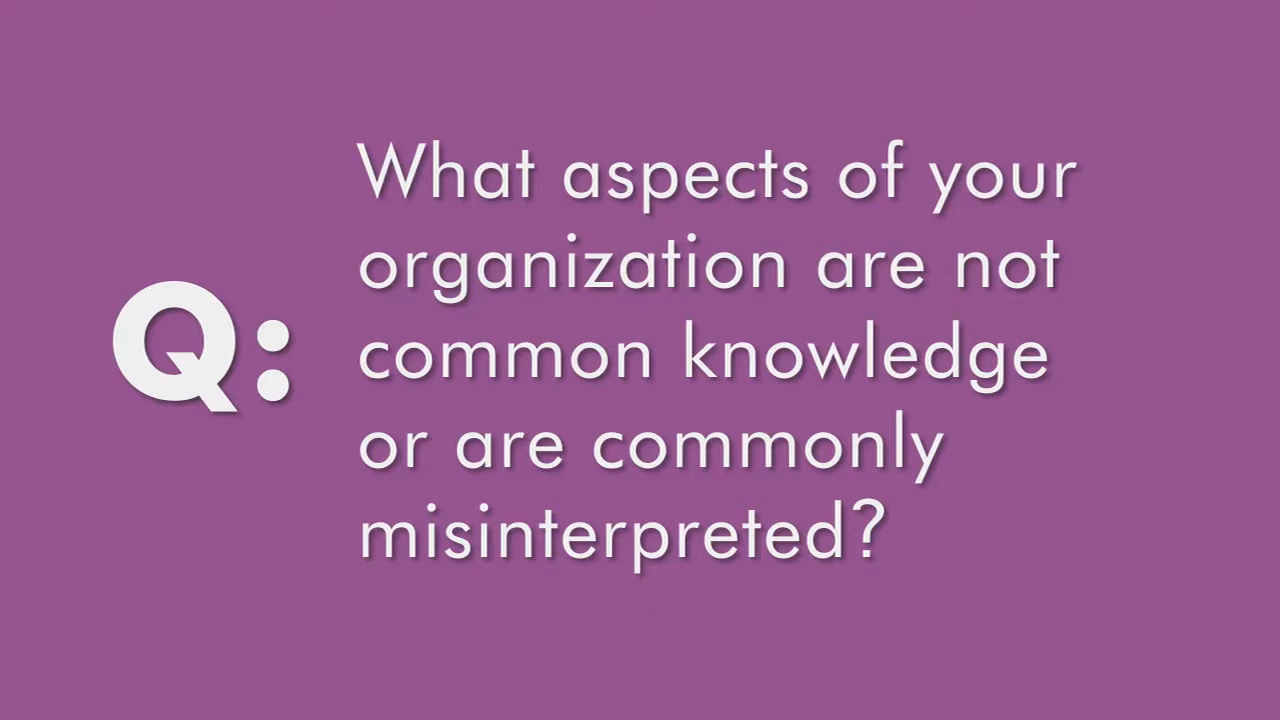 Q:
What aspects of your
organization are not
common knowledge
or are commonly
misinterpreted?